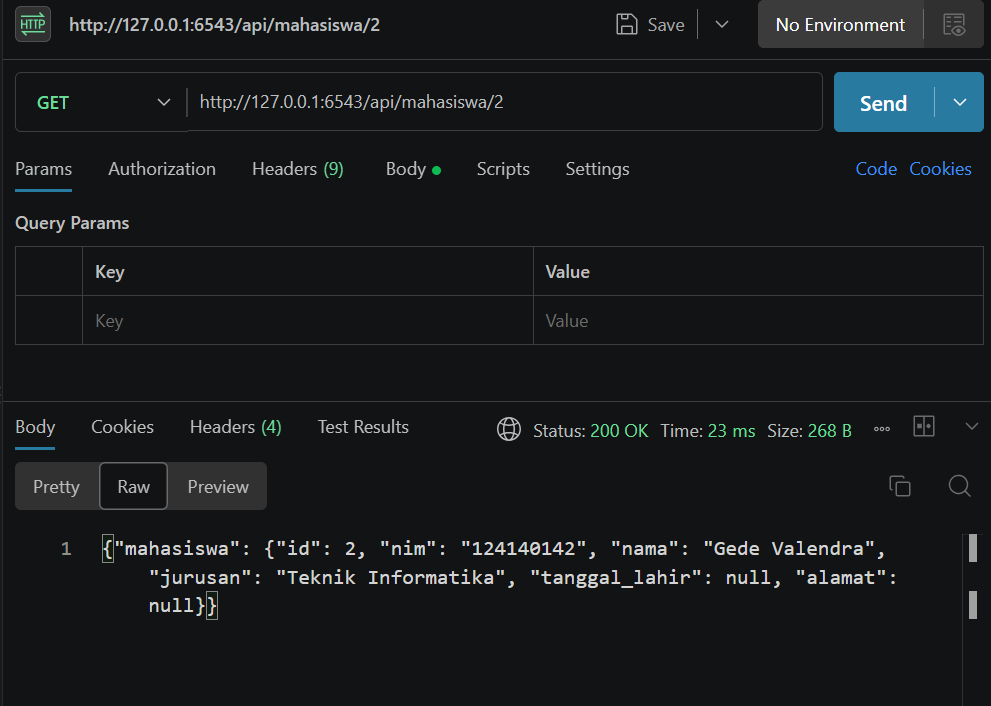 HTTP http://127.0.0.1:6543/api/mahasiswa/2 Save No Environment
GET http://127.0.0.1:6543/api/mahasiswa/2 Send
Params Authorization Headers (9) Body Scripts Settings Code Cookies
Query Params
Key Value
Key Value
Body Cookies Headers (4) Test Results Status: 200 OK Time: 23 ms Size: 268 B
Pretty Raw Preview
1 {"mahasiswa": {"id": 2, "nim": "124140142", "nama": "Gede Valendra",
"jurusan": "Teknik Informatika", "tanggal_lahir": null, "alamat":
null}}